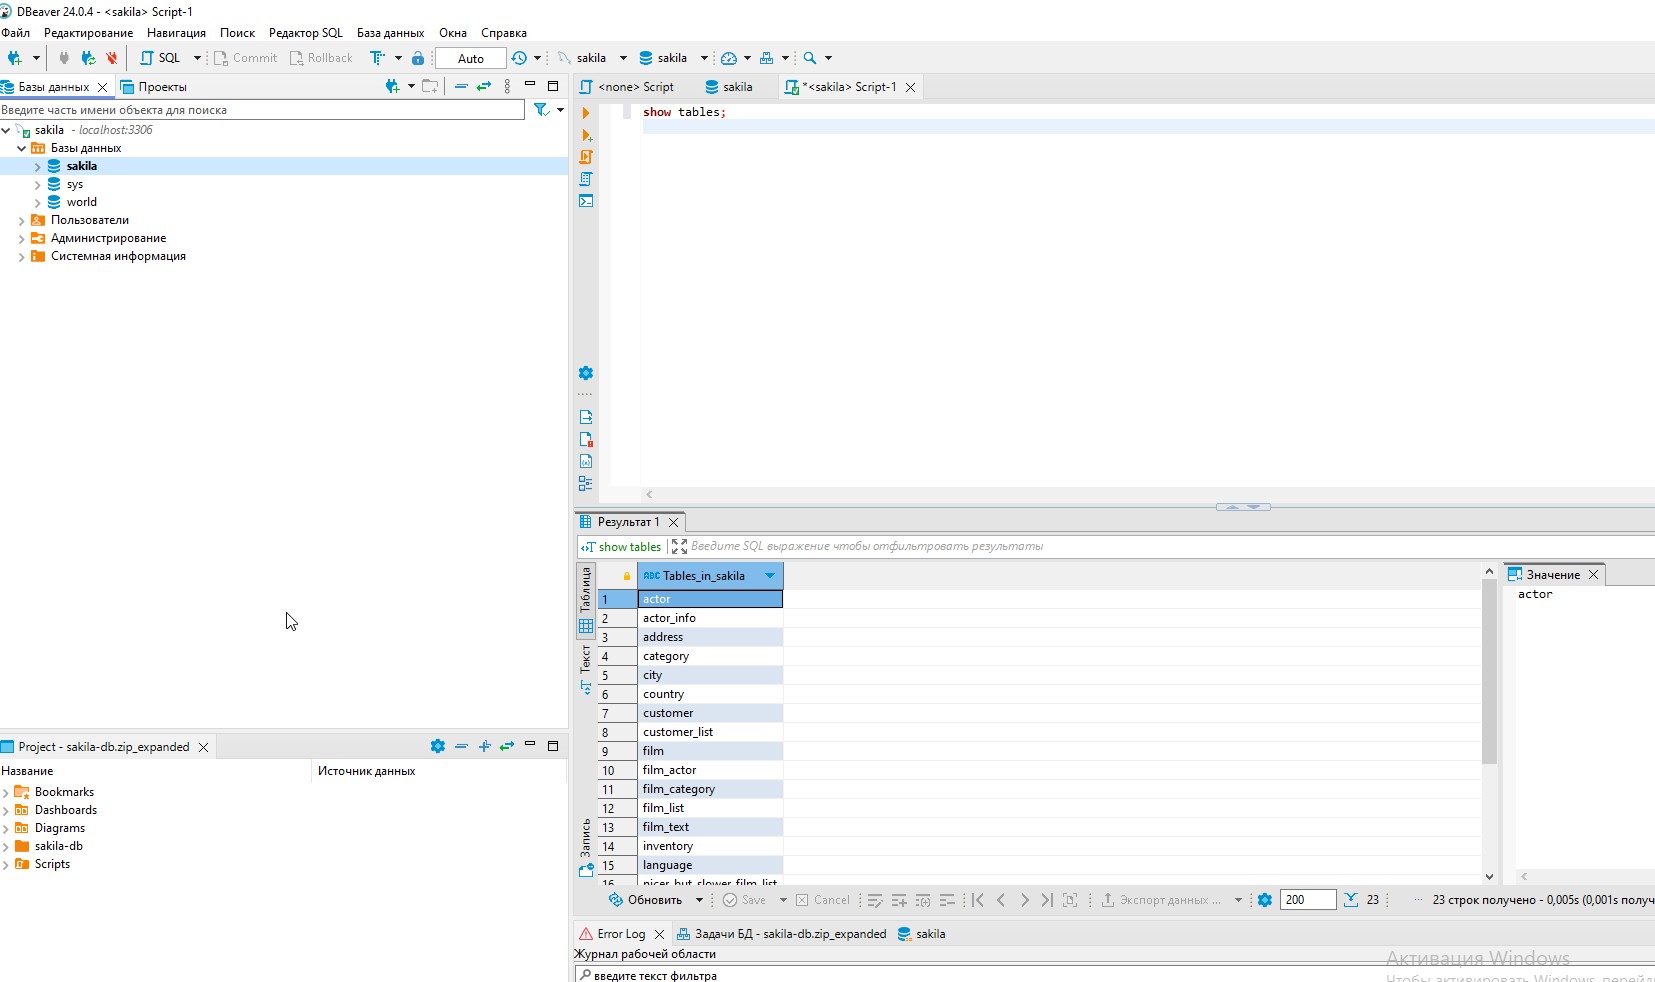 DBeaver 24.0.4 - <sakila> Script-1
Файл Редактирование Навигация Поиск Редактор SQL База данных Окна Справка
SQL Commit Rollback Auto sakila sakila
Базы данных Проекты
Введите часть имени объекта для поиска
sakila - localhost:3306
Базы данных
sakila
sys
world
Пользователи
Администрирование
Системная информация
Project - sakila-db.zip_expanded
Название Источник данных
Bookmarks
Dashboards
Diagrams
sakila-db
Scripts
<none> Script sakila *<sakila> Script-1
show tables;
Результат 1
show tables Введите SQL выражение чтобы отфильтровать результаты
Таблица
Текст
Запись
ABC Tables_in_sakila
1 actor
2 actor_info
3 address
4 category
5 city
6 country
7 customer
8 customer_list
9 film
10 film_actor
11 film_category
12 film_list
13 film_text
14 inventory
15 language
16 nicer_but_slower_film_list
Значение
actor
Обновить Save Cancel Экспорт данных ... 200 23 ... 23 строк получено - 0,005s (0,001s получ
Error Log Задачи БД - sakila-db.zip_expanded sakila
Журнал рабочей области
введите текст фильтра
Активация Windows
Чтобы активировать Windows, перейди